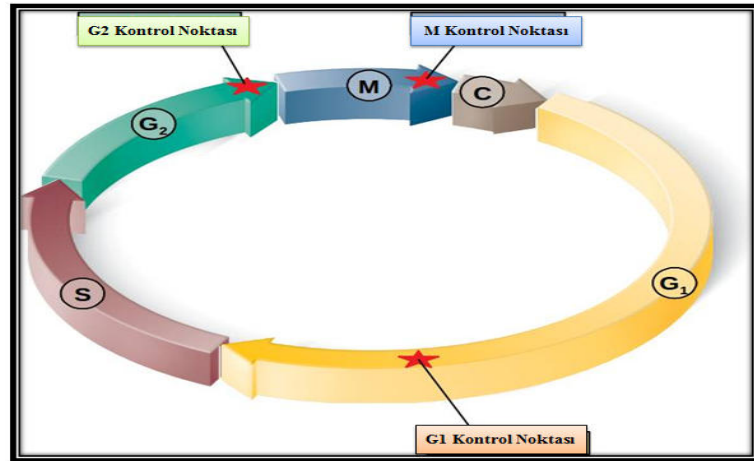 G2 Kontrol Noktası
M Kontrol Noktası
M
C
G₂
S
G₁
G1 Kontrol Noktası